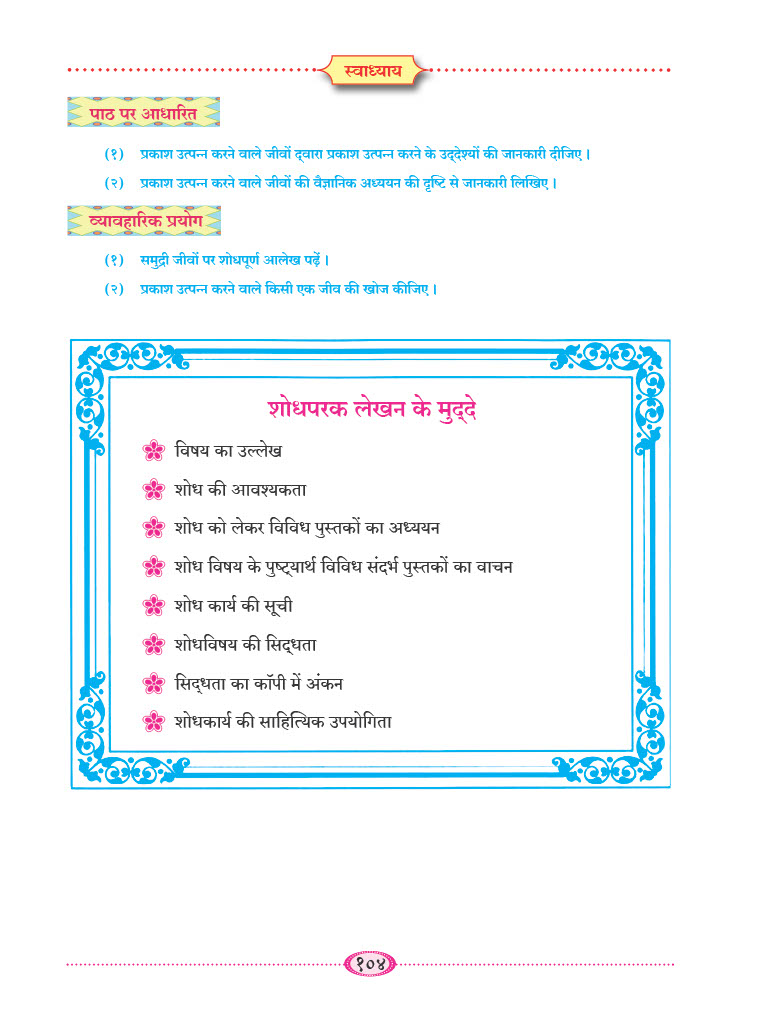 स्वाध्याय
पाठ पर आधारित
(१) प्रकाश उत्पन्न करने वाले जीवों द्‌वारा प्रकाश उत्पन्न करने के उद्‌देश्यों की जानकारी दीजिए।
(२) प्रकाश उत्पन्न करने वाले जीवों की वैज्ञानिक अध्ययन की दृष्टि से जानकारी लिखिए।
व्यावहारिक प्रयोग
(१) समुद्री जीवों पर शोधपूर्ण आलेख पढ़ें।
(२) प्रकाश उत्पन्न करने वाले किसी एक जीव की खोज कीजिए।
शोधपरक लेखन के मुद्‌दे
विषय का उल्लेख
शोध की आवश्यकता
शोध को लेकर विविध पुस्तकों का अध्ययन
शोध विषय के पुष्ट्यार्थ विविध संदर्भ पुस्तकों का वाचन
शोध कार्य की सूची
शोधविषय की सिद्‌धता
सिद्‌धता का कॉपी में अंकन
शोधकार्य की साहित्यिक उपयोगिता
१०४